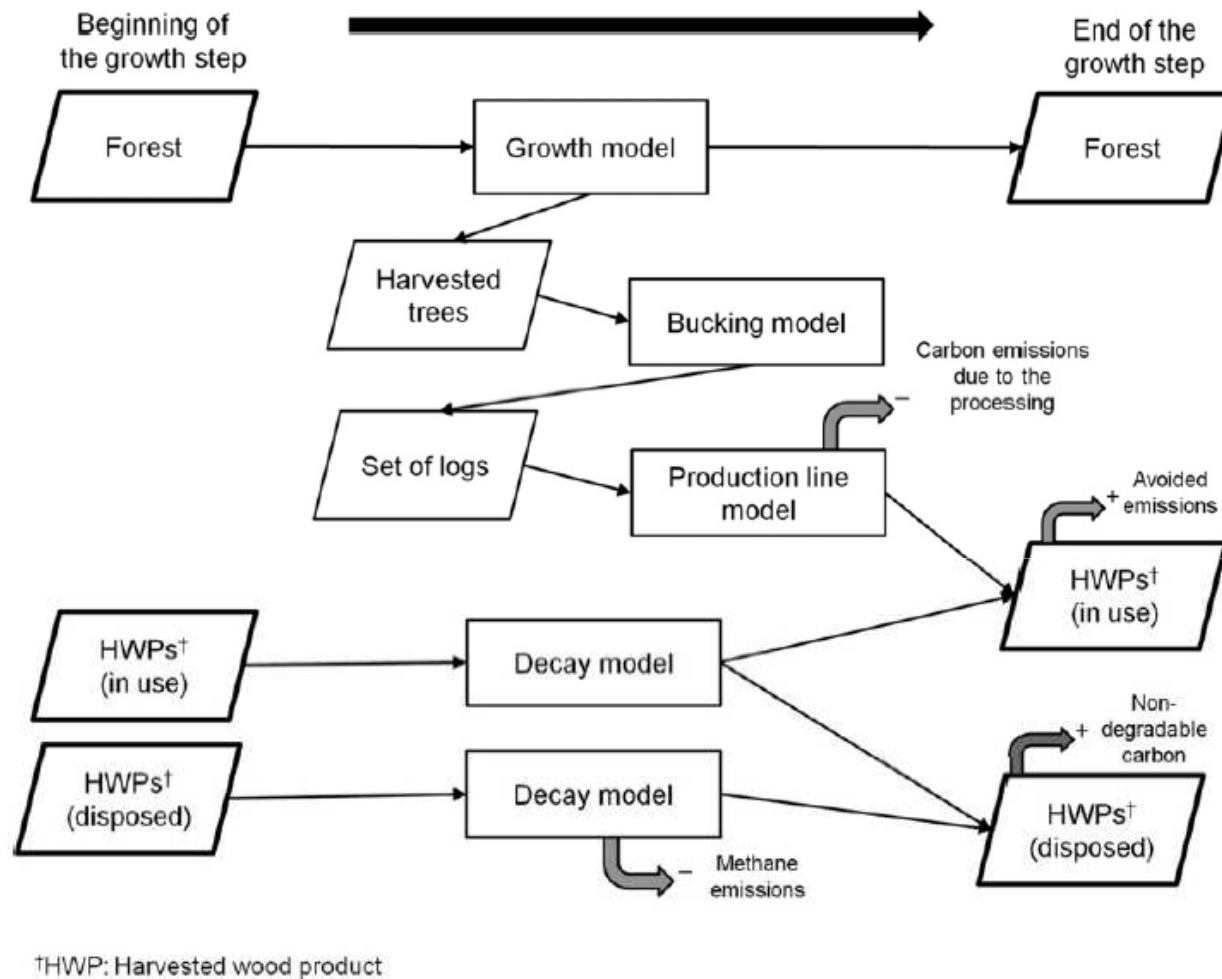 Beginning of
the growth step
End of the
growth step
Forest
Growth model
Forest
Harvested
trees
Bucking model
Carbon emissions
due to the
processing
−
Set of logs
Production line
model
Avoided
emissions
+
HWPs†
(in use)
HWPs†
(in use)
Decay model
Non-
degradable
carbon
+
HWPs†
(disposed)
Decay model
HWPs†
(disposed)
−
Methane
emissions
†HWP: Harvested wood product